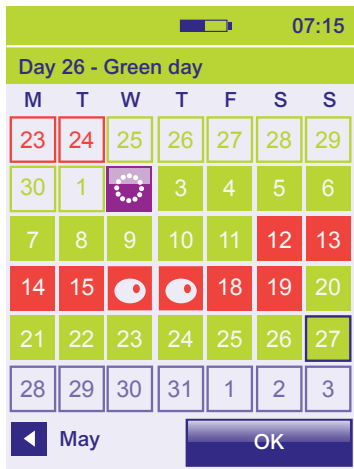 07:15
Day 26 - Green day
M T W T F S S
23 24 25 26 27 28 29
30 1 3 4 5 6
7 8 9 10 11 12 13
14 15 18 19 20
21 22 23 24 25 26 27
28 29 30 31 1 2 3
May OK